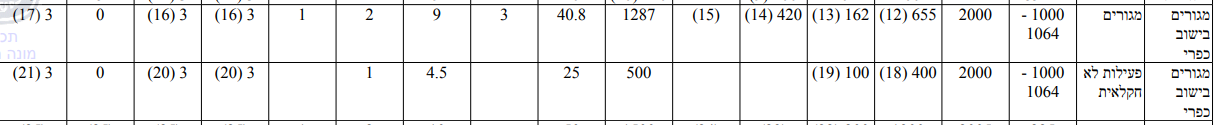 מגורים בישוב כפרי | מגורים | 1000 - 1064 | 2000 | 655 (12) | 162 (13) | 420 (14) | (15) | 1287 | 40.8 | 3 | 9 | 2 | 1 | 3 (16) | 3 (16) | 0 | 3 (17)
מגורים בישוב כפרי | פעילות לא חקלאית | 1000 - 1064 | 2000 | 400 (18) | 100 (19) | | | 500 | 25 | | 4.5 | 1 | | 3 (20) | 3 (20) | 0 | 3 (21)